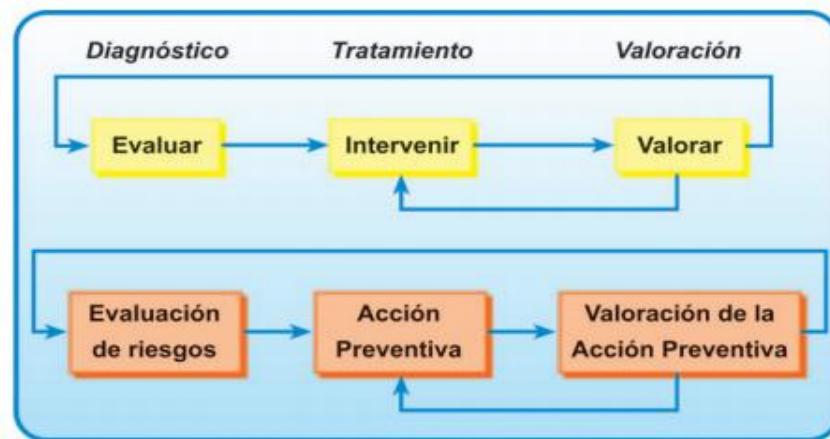 Diagnóstico Tratamiento Valoración
Evaluar Intervenir Valorar
Evaluación de riesgos
Acción Preventiva
Valoración de la Acción Preventiva